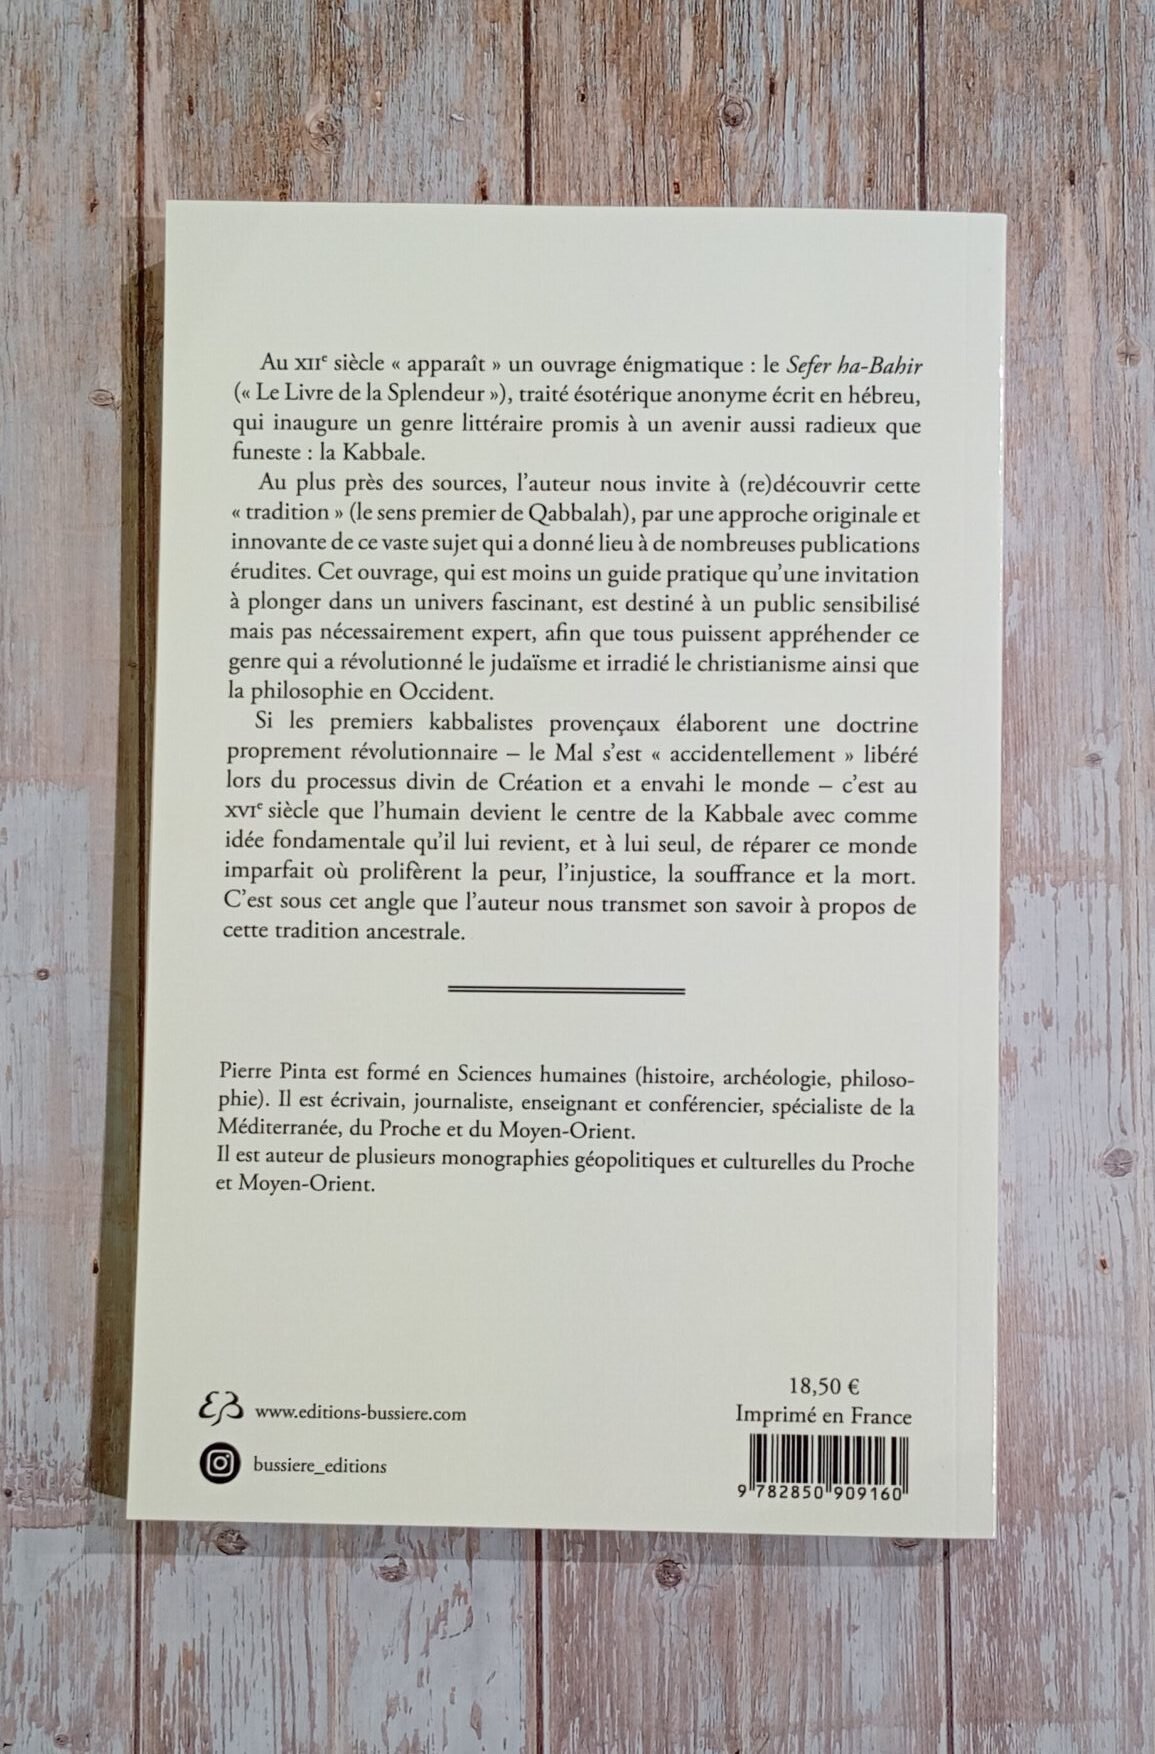 Au XIIe siècle « apparaît » un ouvrage énigmatique : le Sefer ha-Bahir
(« Le Livre de la Splendeur »), traité ésotérique anonyme écrit en hébreu,
qui inaugure un genre littéraire promis à un avenir aussi radieux que
funeste : la Kabbale.
Au plus près des sources, l'auteur nous invite à (re)découvrir cette
« tradition » (le sens premier de Qabbalah), par une approche originale et
innovante de ce vaste sujet qui a donné lieu à de nombreuses publications
érudites. Cet ouvrage, qui est moins un guide pratique qu'une invitation
à plonger dans un univers fascinant, est destiné à un public sensibilisé
mais pas nécessairement expert, afin que tous puissent appréhender ce
genre qui a révolutionné le judaïsme et irradié le christianisme ainsi que
la philosophie en Occident.
Si les premiers kabbalistes provençaux élaborent une doctrine
proprement révolutionnaire – le Mal s'est « accidentellement » libéré
lors du processus divin de Création et a envahi le monde – c'est au
XVIe siècle que l'humain devient le centre de la Kabbale avec comme
idée fondamentale qu'il lui revient, et à lui seul, de réparer ce monde
imparfait où prolifèrent la peur, l'injustice, la souffrance et la mort.
C'est sous cet angle que l'auteur nous transmet son savoir à propos de
cette tradition ancestrale.
Pierre Pinta est formé en Sciences humaines (histoire, archéologie, philoso-
phie). Il est écrivain, journaliste, enseignant et conférencier, spécialiste de la
Méditerranée, du Proche et du Moyen-Orient.
Il est auteur de plusieurs monographies géopolitiques et culturelles du Proche
et Moyen-Orient.
18,50 €
Imprimé en France
EB www.editions-bussiere.com
bussiere_editions
9 782850 909160